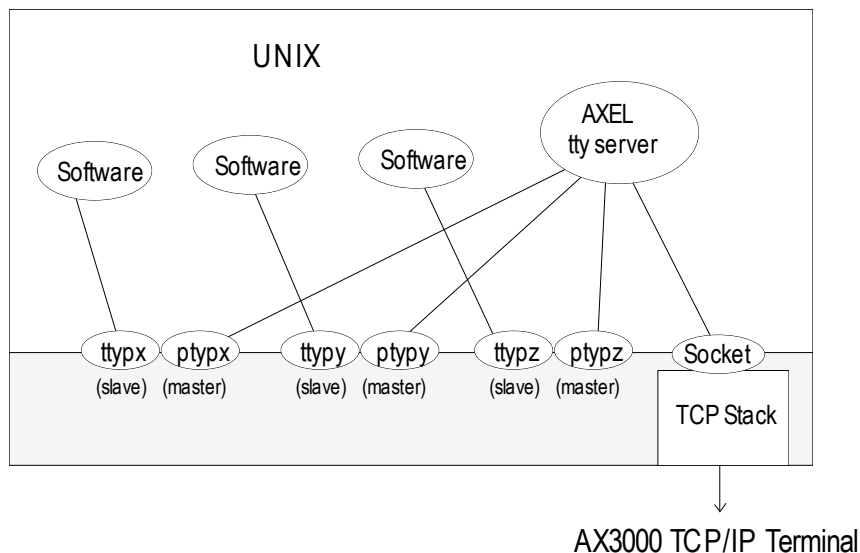 UNIX
AXEL
tty server
Software
Software
Software
ttypx
ptypx
ttypy
ptypy
ttypz
ptypz
Socket
(slave)
(master)
(slave)
(master)
(slave)
(master)
TCP Stack
AX3000 TCP/IP Terminal